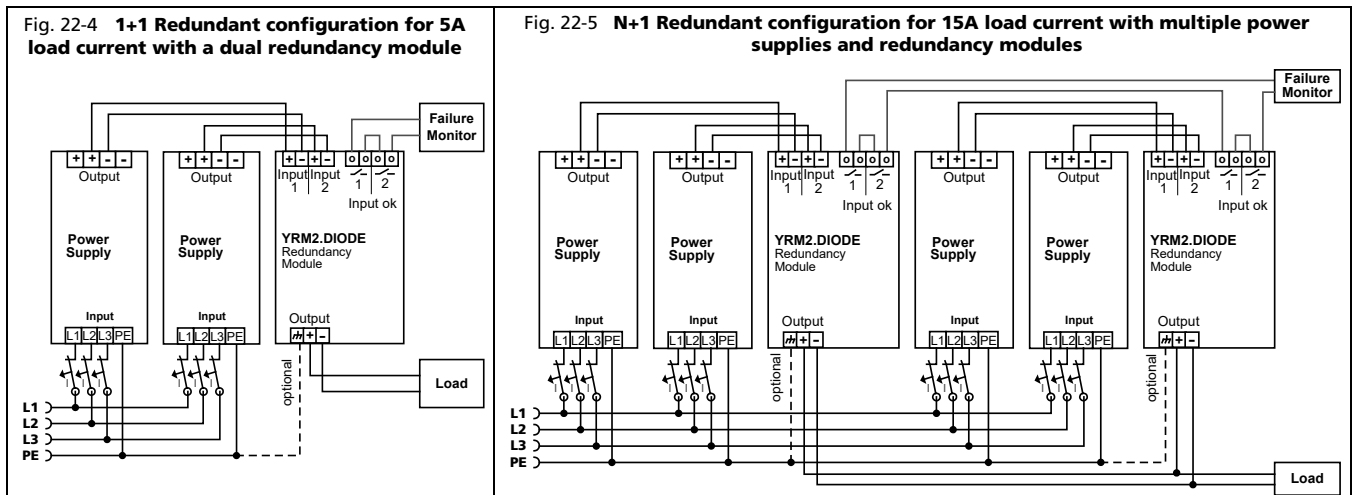 Fig. 22-4 1+1 Redundant configuration for 5A
load current with a dual redundancy module
Failure
Monitor
+ + - -
Output
+ + - -
Output
+ - + -
o o o o
Input Input
1 2
1 2
Input ok
Power
Supply
Power
Supply
YRM2.DIODE
Redundancy
Module
Input
L1 L2 L3 PE
Input
L1 L2 L3 PE
Output
+ -
I I I
I I I
optional
Load
L1
L2
L3
PE
Fig. 22-5 N+1 Redundant configuration for 15A load current with multiple power
supplies and redundancy modules
Failure
Monitor
+ + - -
Output
+ + - -
Output
+ - + -
o o o o
Input Input
1 2
1 2
Input ok
+ + - -
Output
+ + - -
Output
+ - + -
o o o o
Input Input
1 2
1 2
Input ok
Power
Supply
Power
Supply
YRM2.DIODE
Redundancy
Module
Power
Supply
Power
Supply
YRM2.DIODE
Redundancy
Module
Input
L1 L2 L3 PE
Input
L1 L2 L3 PE
Output
+ -
Input
L1 L2 L3 PE
Input
L1 L2 L3 PE
Output
+ -
I I I
I I I
optional
I I I
I I I
optional
L1
L2
L3
PE
Load